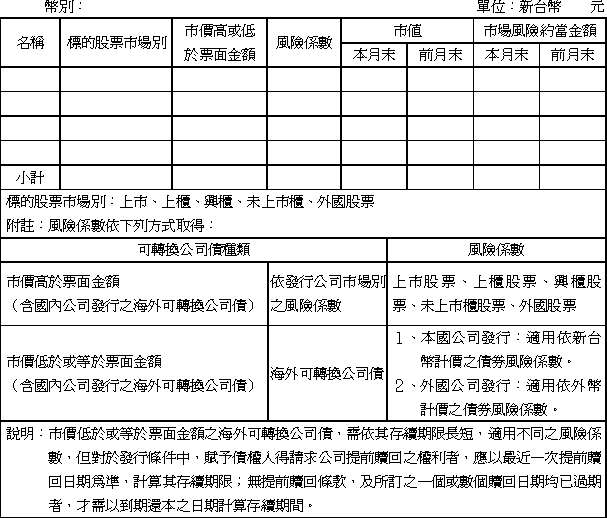 幣別： 單位：新台幣 元
名稱 標的股票市場別 市價高或低於票面金額 風險係數 市值 市場風險約當金額
本月末 前月末 本月末 前月末
小計
標的股票市場別：上市、上櫃、興櫃、未上市櫃、外國股票
附註：風險係數依下列方式取得：
可轉換公司債種類 風險係數
市價高於票面金額
（含國內公司發行之海外可轉換公司債）
依發行公司市場別
之風險係數
上市股票、上櫃股票、興櫃股
票、未上市櫃股票、外國股票
市價低於或等於票面金額
（含國內公司發行之海外可轉換公司債）
海外可轉換公司債
１、本國公司發行：適用依新台
幣計價之債券風險係數。
２、外國公司發行：適用依外幣
計價之債券風險係數。
說明：市價低於或等於票面金額之海外可轉換公司債，需依其存續期限長短，適用不同之風險係
數，但對於發行條件中，賦予債權人得請求公司提前贖回之權利者，應以最近一次提前贖
回日期為準，計算其存續期限；無提前贖回條款，及所訂之一個或數個贖回日期均已過期
者，才需以到期還本之日期計算存續期間。